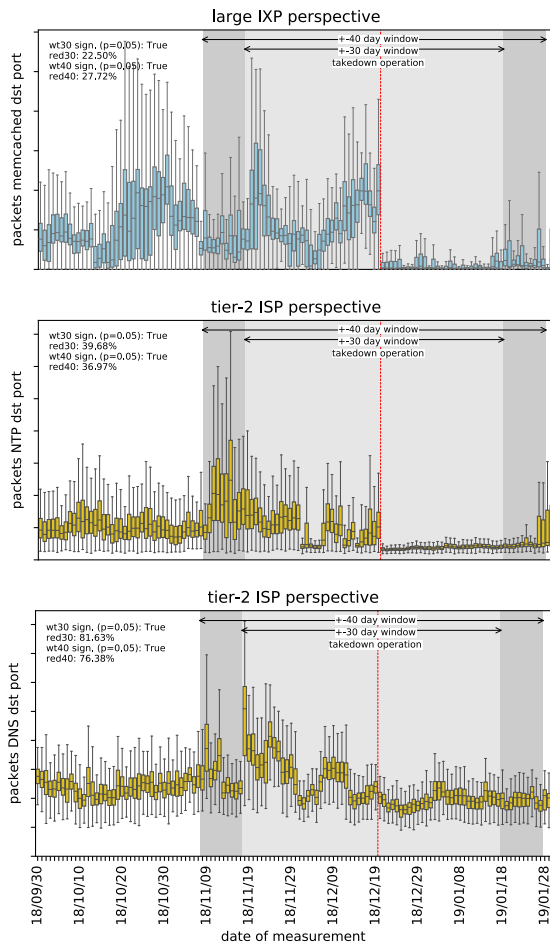 large IXP perspective
packets memcached dst port
wt30 sign. (p=0.05): True
red30: 22.50%
wt40 sign. (p=0.05): True
red40: 27.72%
+-40 day window
+-30 day window
takedown operation
tier-2 ISP perspective
packets NTP dst port
wt30 sign. (p=0.05): True
red30: 39.68%
wt40 sign. (p=0.05): True
red40: 36.97%
+-40 day window
+-30 day window
takedown operation
tier-2 ISP perspective
packets DNS dst port
wt30 sign. (p=0.05): True
red30: 81.63%
wt40 sign. (p=0.05): True
red40: 76.38%
+-40 day window
+-30 day window
takedown operation
18/09/30
18/10/10
18/10/20
18/10/30
18/11/09
18/11/19
18/11/29
18/12/09
18/12/19
18/12/29
19/01/08
19/01/18
19/01/28
date of measurement